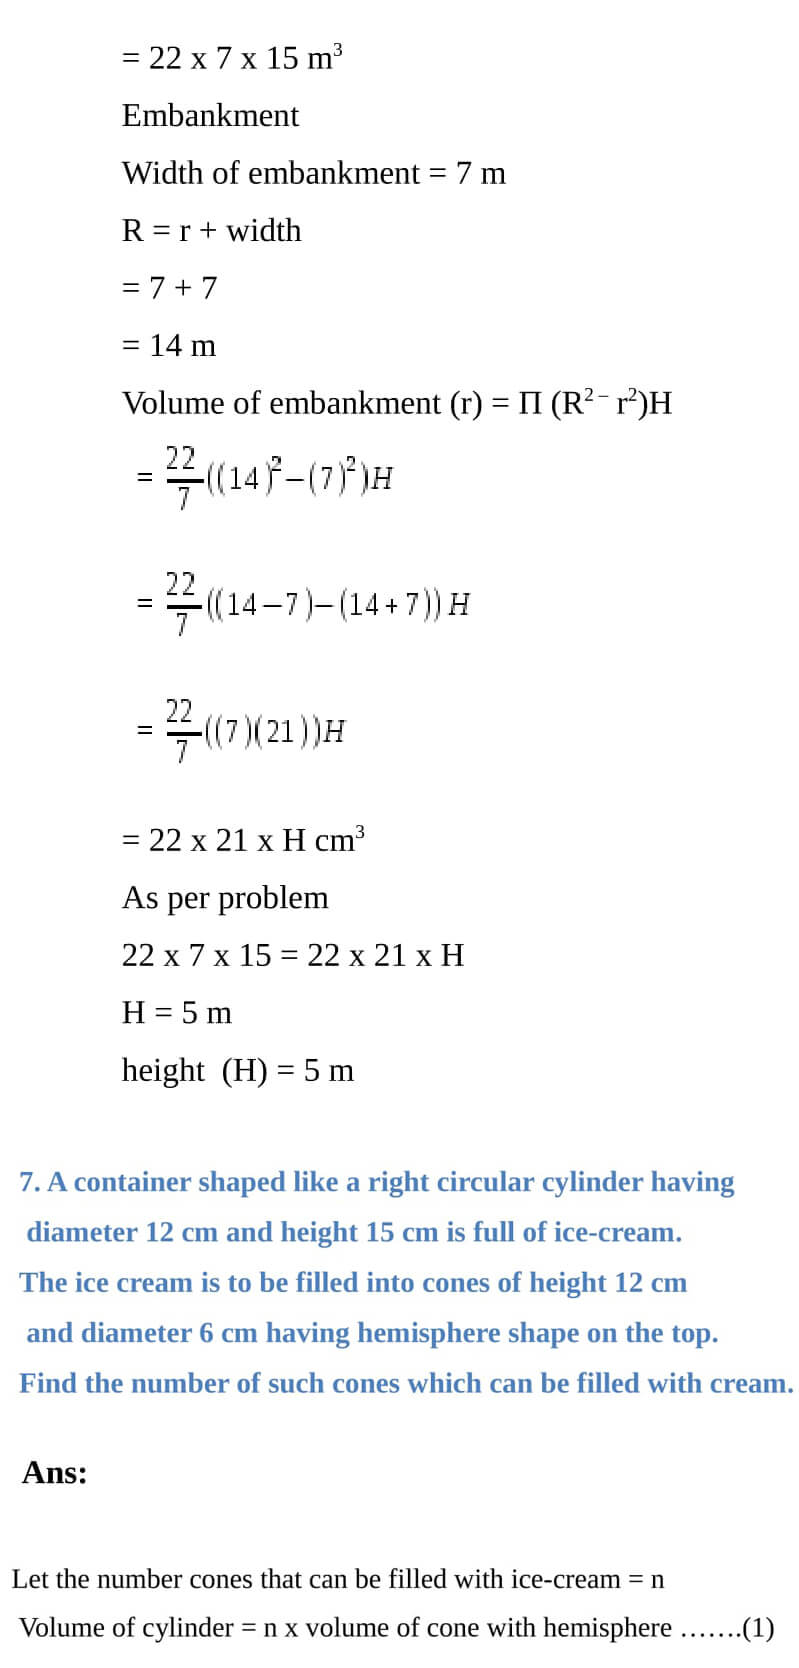 = 22 x 7 x 15 m³
Embankment
Width of embankment = 7 m
R = r + width
= 7 + 7
= 14 m
Volume of embankment (r) = Π (R² – r²)H
= 22/7 ((14)² – (7)²)H
= 22/7 ((14 – 7) – (14 + 7)) H
= 22/7 ((7)(21))H
= 22 x 21 x H cm³
As per problem
22 x 7 x 15 = 22 x 21 x H
H = 5 m
height (H) = 5 m
7. A container shaped like a right circular cylinder having
diameter 12 cm and height 15 cm is full of ice-cream.
The ice cream is to be filled into cones of height 12 cm
and diameter 6 cm having hemisphere shape on the top.
Find the number of such cones which can be filled with cream.
Ans:
Let the number cones that can be filled with ice-cream = n
Volume of cylinder = n x volume of cone with hemisphere …….(1)